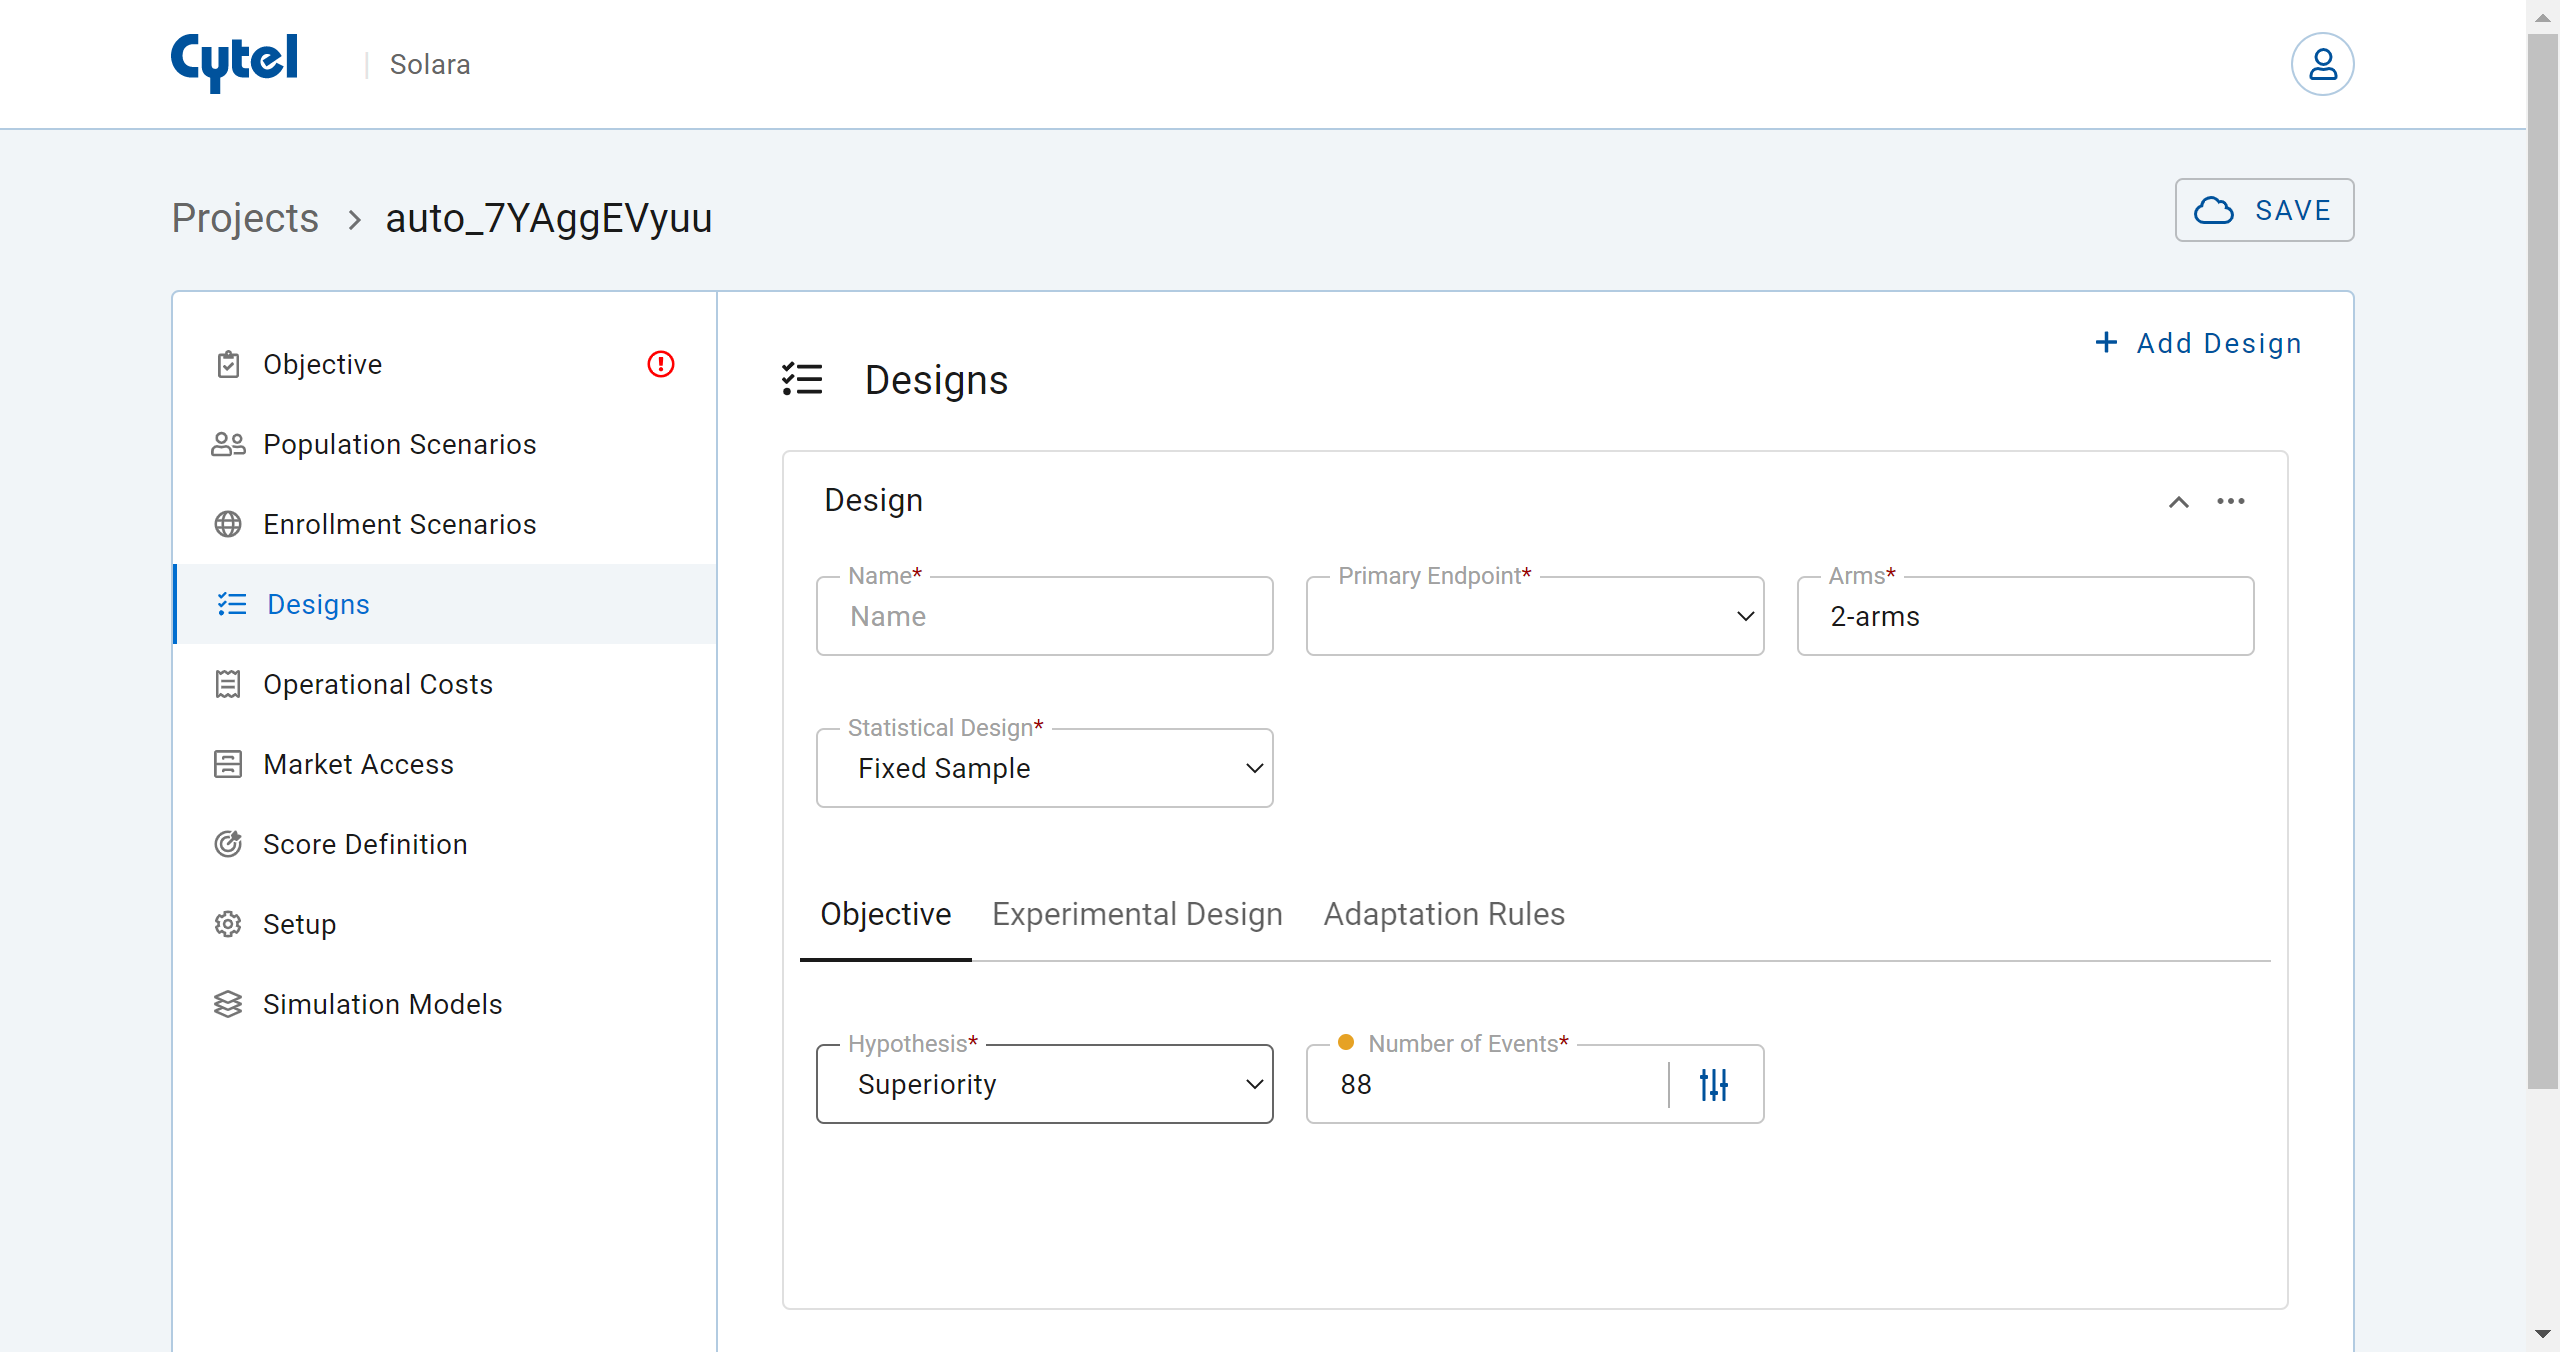 Cytel | Solara
Projects > auto_7YAggEVyuu
SAVE
Objective
Population Scenarios
Enrollment Scenarios
Designs
Operational Costs
Market Access
Score Definition
Setup
Simulation Models
+ Add Design
Designs
Design
Name*
Name
Primary Endpoint*
Arms*
2-arms
Statistical Design*
Fixed Sample
Objective Experimental Design Adaptation Rules
Hypothesis*
Superiority
Number of Events*
88